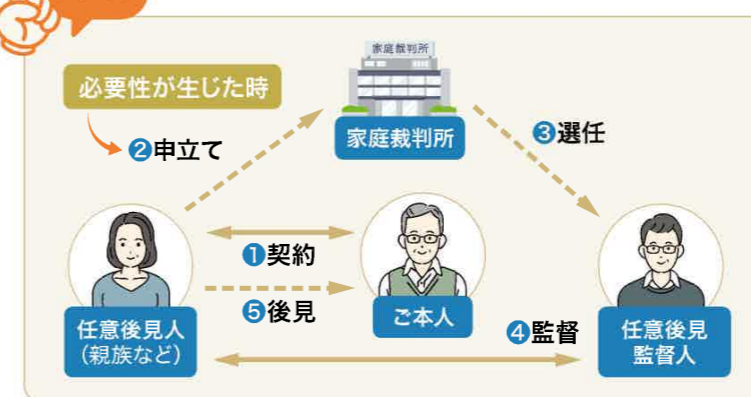 家庭裁判所
必要性が生じた時
❷申立て
家庭裁判所
❸選任
❶契約
❺後見
任意後見人
（親族など）
ご本人
❹監督
任意後見
監督人